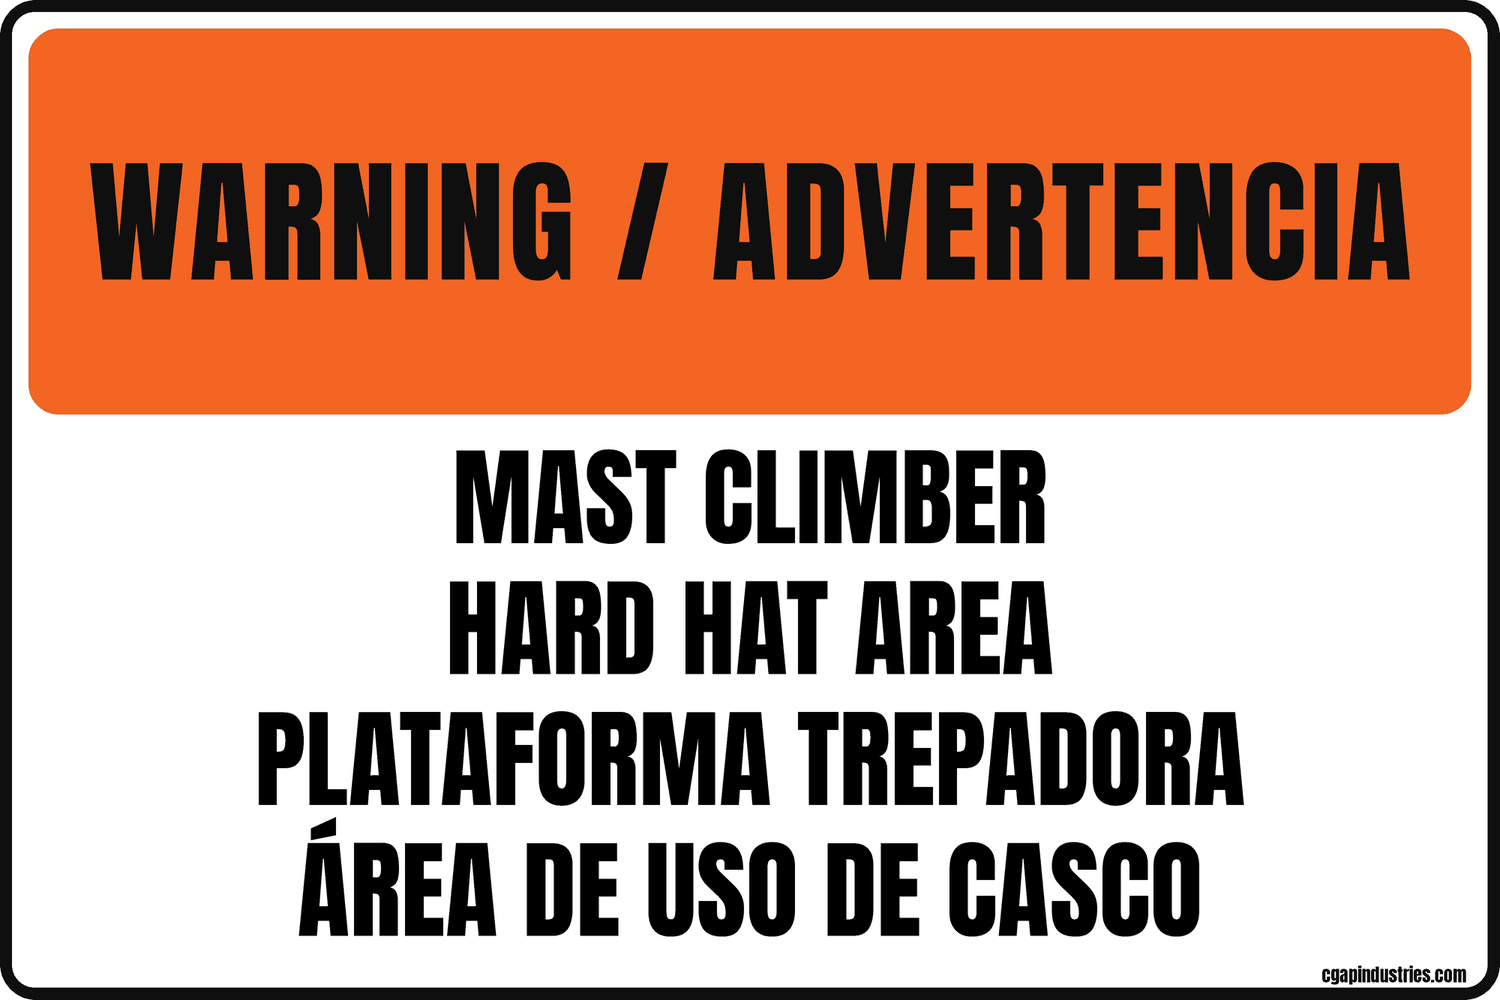 WARNING / ADVERTENCIA
MAST CLIMBER
HARD HAT AREA
PLATAFORMA TREPADORA
ÁREA DE USO DE CASCO
cgapindustries.com